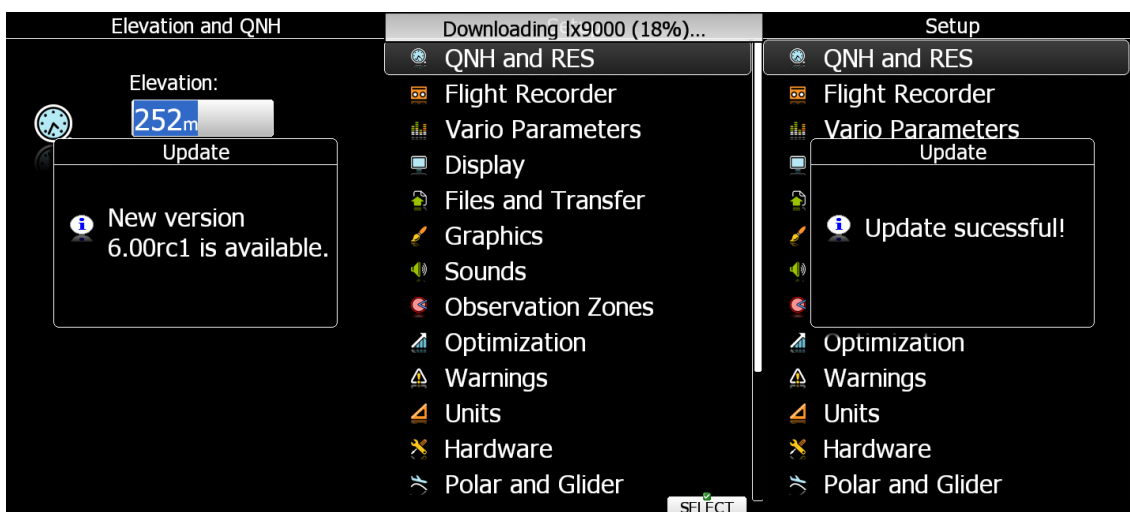 Elevation and QNH
Elevation:
252m
Update
New version
6.00rc1 is available.
Downloading lx9000 (18%)...
QNH and RES
Flight Recorder
Vario Parameters
Display
Files and Transfer
Graphics
Sounds
Observation Zones
Optimization
Warnings
Units
Hardware
Polar and Glider
SELECT
Setup
QNH and RES
Flight Recorder
Vario Parameters
Update
Update sucessful!
Optimization
Warnings
Units
Hardware
Polar and Glider